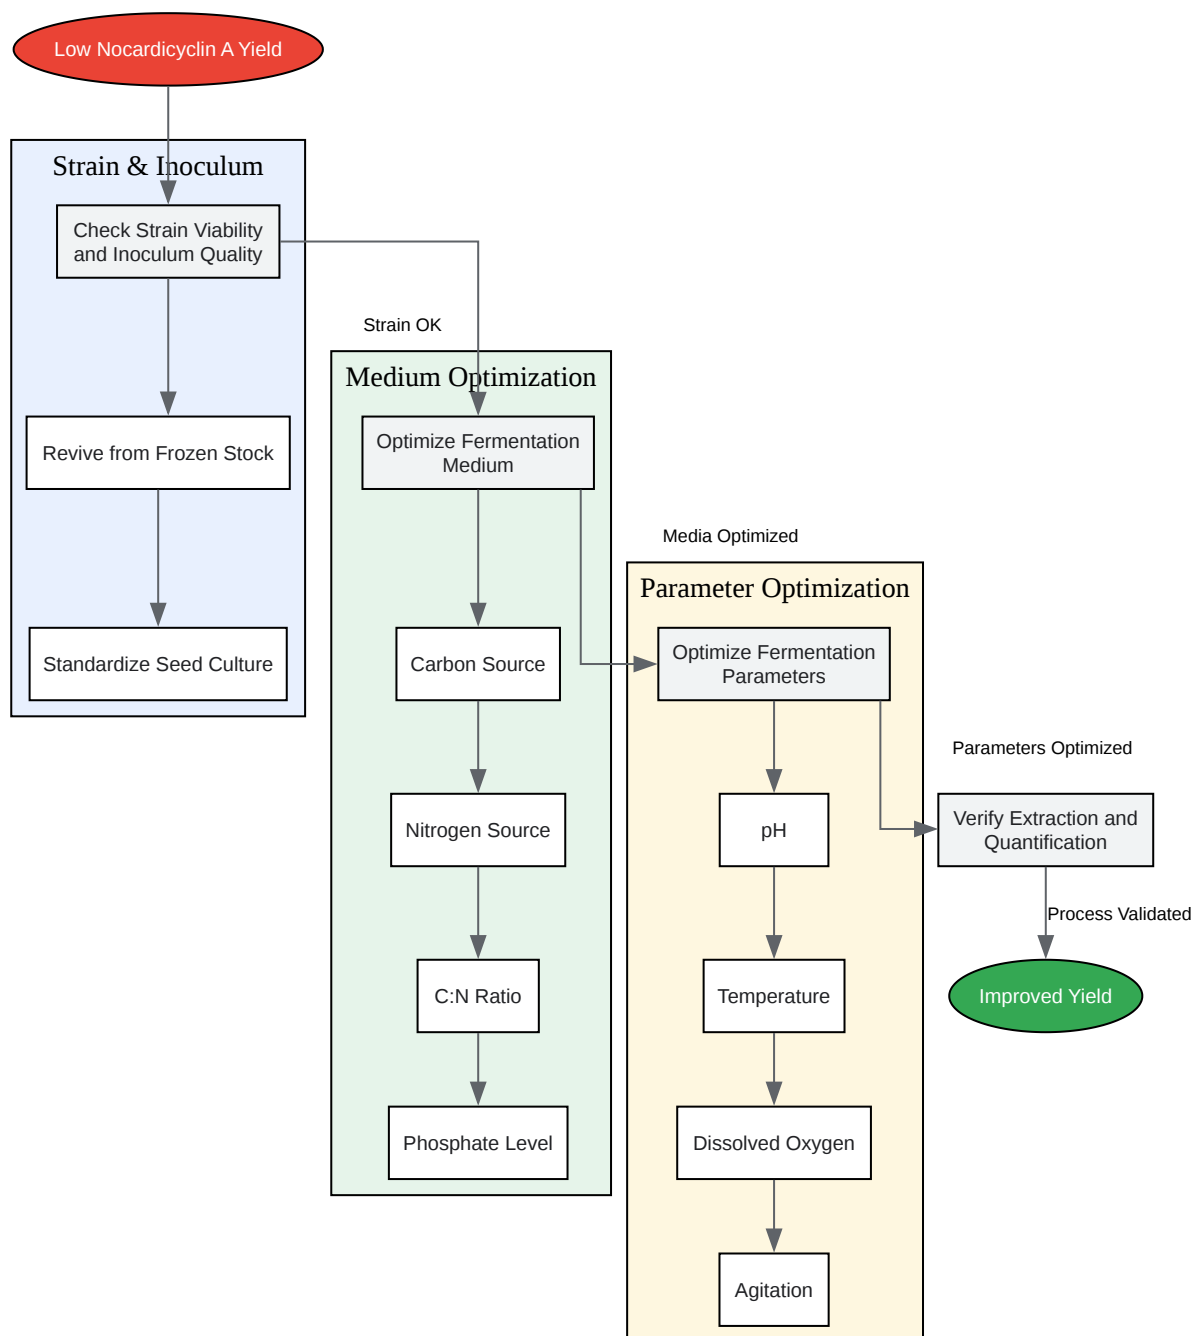 Low Nocardicyclin A Yield
Strain & Inoculum
Check Strain Viability
and Inoculum Quality
Revive from Frozen Stock
Standardize Seed Culture
Strain OK
Medium Optimization
Optimize Fermentation
Medium
Carbon Source
Nitrogen Source
C:N Ratio
Phosphate Level
Media Optimized
Parameter Optimization
Optimize Fermentation
Parameters
pH
Temperature
Dissolved Oxygen
Agitation
Parameters Optimized
Verify Extraction and
Quantification
Process Validated
Improved Yield